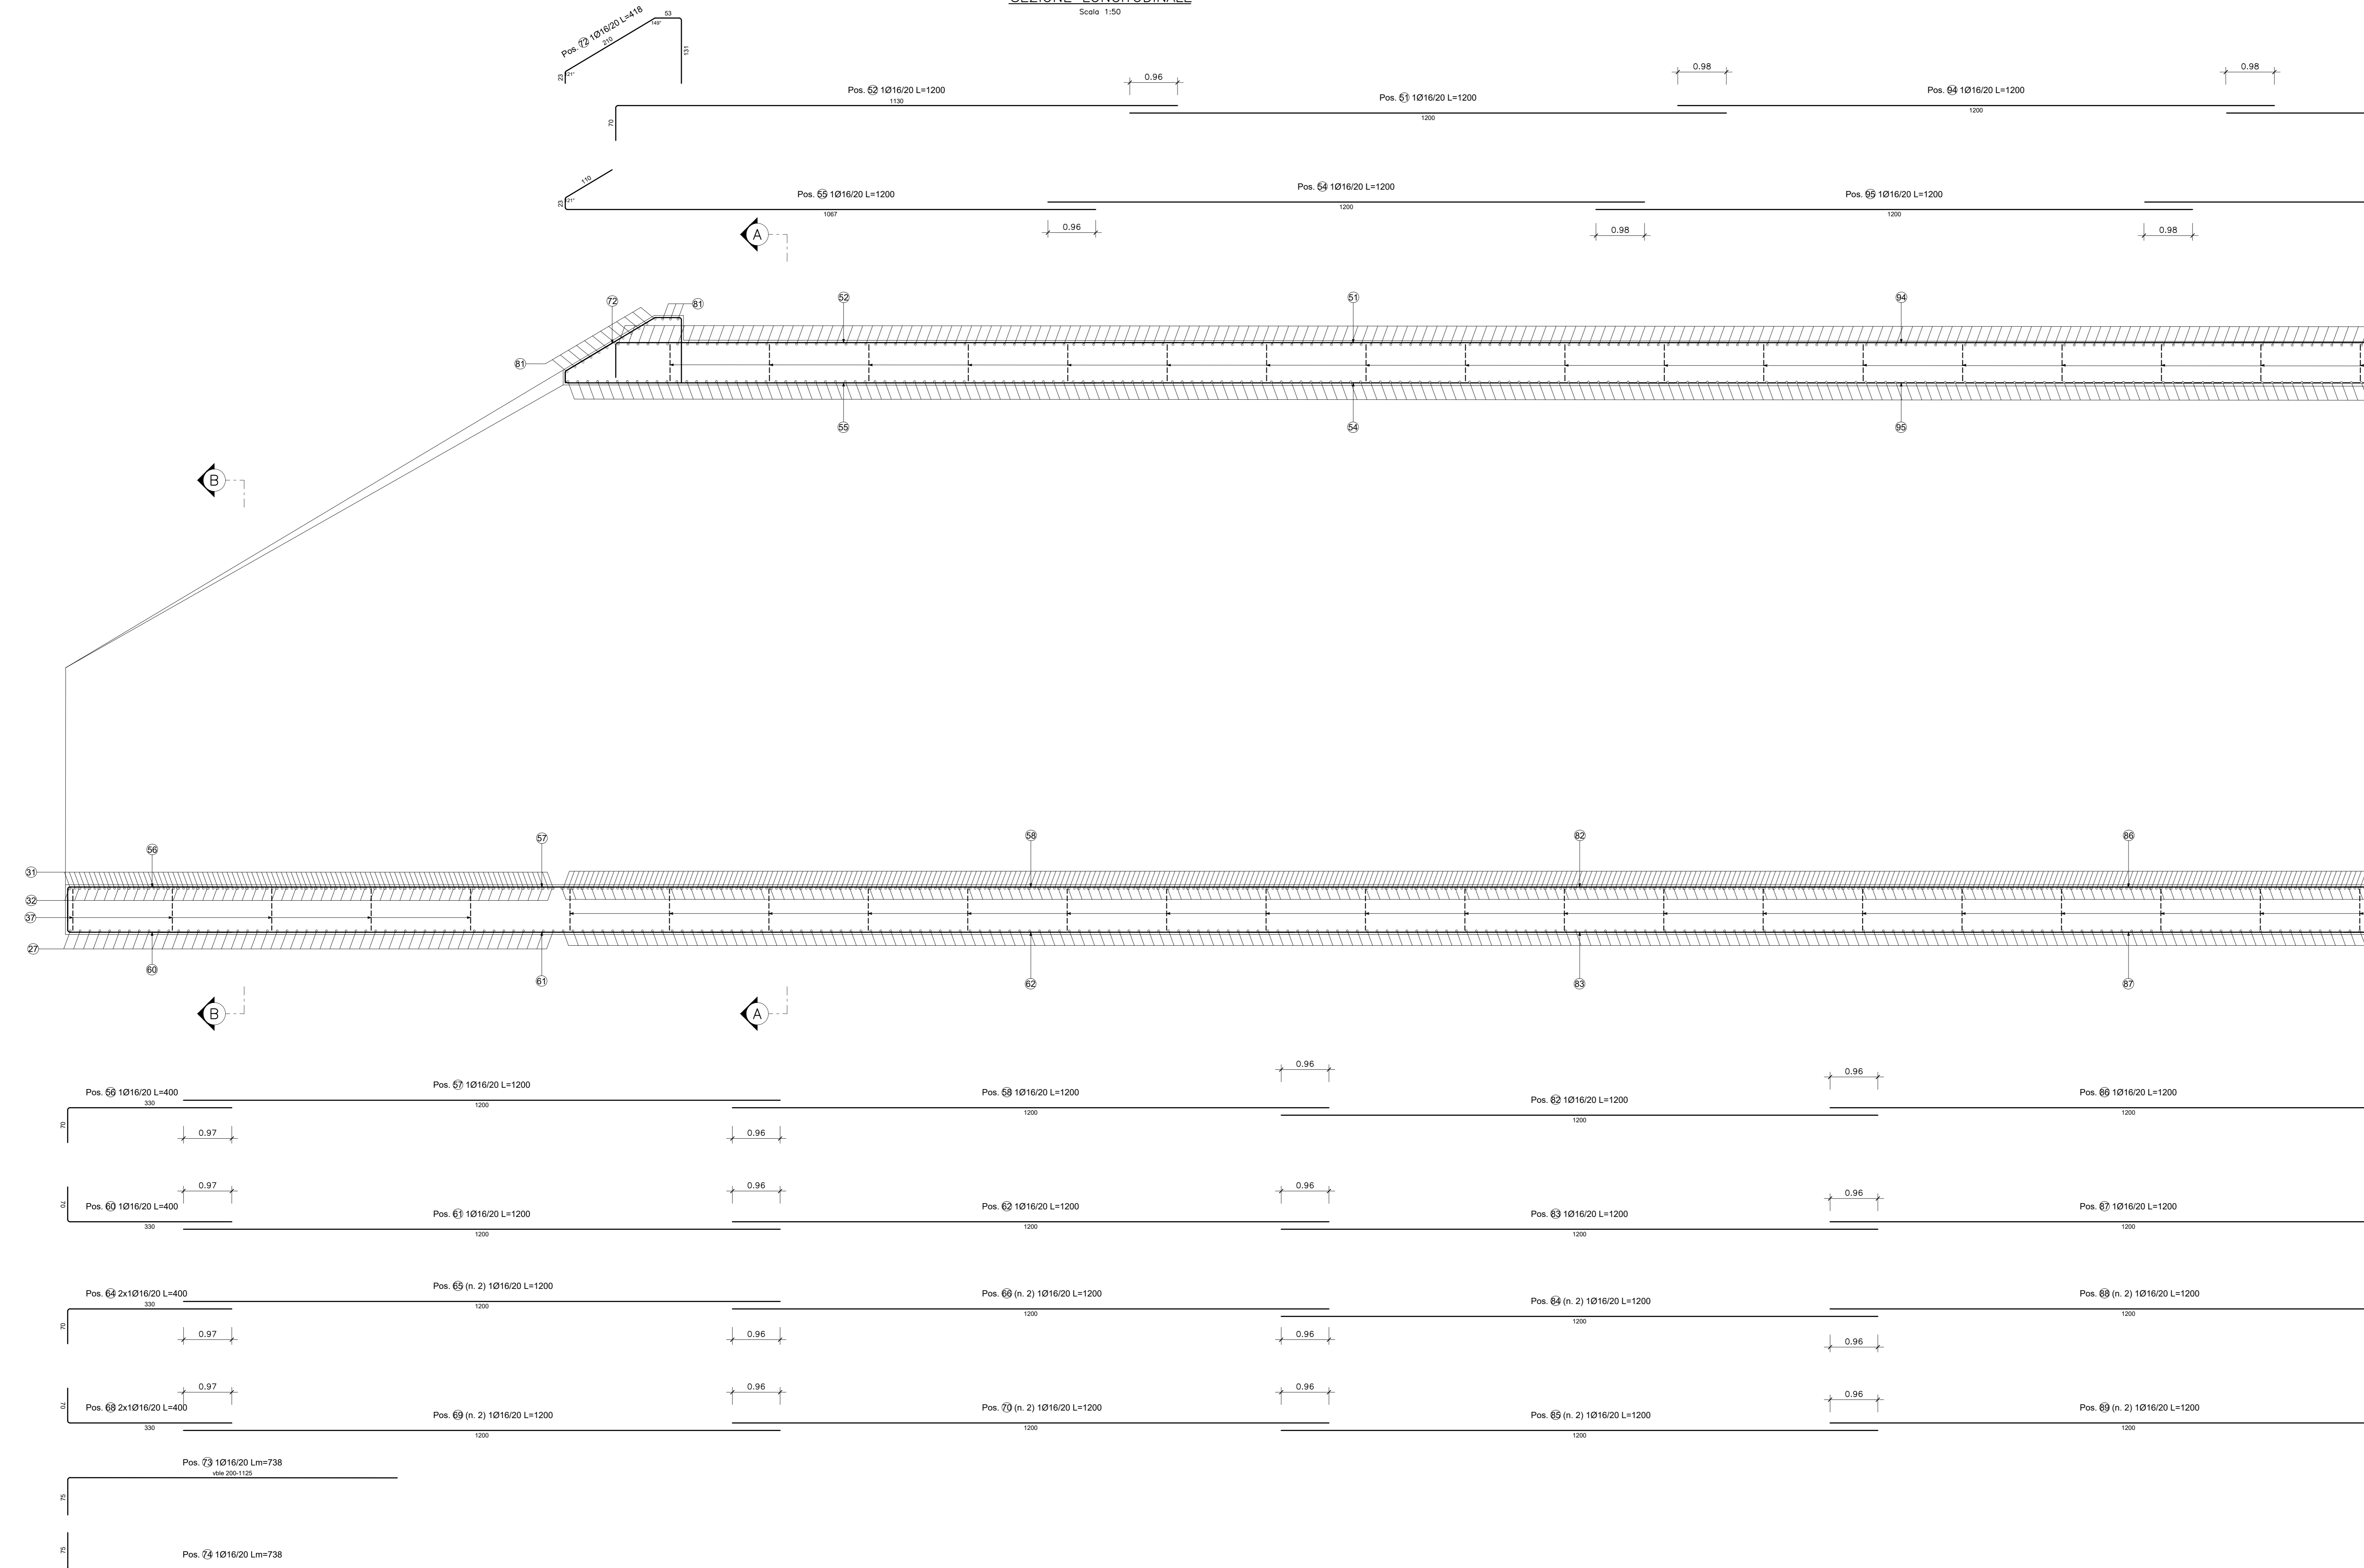 SEZIONE LONGITUDINALE
Scala 1:50
Pos. 72 1Ø16/20 L=418
53
149°
210
131
23
121°
0.96
0.98
0.98
Pos. 52 1Ø16/20 L=1200
1130
70
Pos. 51 1Ø16/20 L=1200
1200
Pos. 94 1Ø16/20 L=1200
1200
110
23
121°
Pos. 55 1Ø16/20 L=1200
1067
Pos. 54 1Ø16/20 L=1200
1200
Pos. 95 1Ø16/20 L=1200
1200
0.96
0.98
0.98
A
72
81
52
51
94
81
55
54
95
B
56
57
58
82
86
31
32
37
27
60
61
62
83
87
B
A
0.96
0.96
Pos. 56 1Ø16/20 L=400
330
70
Pos. 57 1Ø16/20 L=1200
1200
Pos. 58 1Ø16/20 L=1200
1200
Pos. 82 1Ø16/20 L=1200
1200
Pos. 86 1Ø16/20 L=1200
1200
0.97
0.96
0.97
0.96
0.96
0.96
70
Pos. 60 1Ø16/20 L=400
330
Pos. 61 1Ø16/20 L=1200
1200
Pos. 62 1Ø16/20 L=1200
1200
Pos. 83 1Ø16/20 L=1200
1200
Pos. 87 1Ø16/20 L=1200
1200
Pos. 64 2x1Ø16/20 L=400
330
70
Pos. 65 (n. 2) 1Ø16/20 L=1200
1200
Pos. 66 (n. 2) 1Ø16/20 L=1200
1200
Pos. 84 (n. 2) 1Ø16/20 L=1200
1200
Pos. 88 (n. 2) 1Ø16/20 L=1200
1200
0.97
0.96
0.96
0.96
0.97
0.96
0.96
0.96
70
Pos. 68 2x1Ø16/20 L=400
330
Pos. 69 (n. 2) 1Ø16/20 L=1200
1200
Pos. 70 (n. 2) 1Ø16/20 L=1200
1200
Pos. 85 (n. 2) 1Ø16/20 L=1200
1200
Pos. 89 (n. 2) 1Ø16/20 L=1200
1200
Pos. 73 1Ø16/20 Lm=738
vble 200-1125
75
75
Pos. 74 1Ø16/20 Lm=738